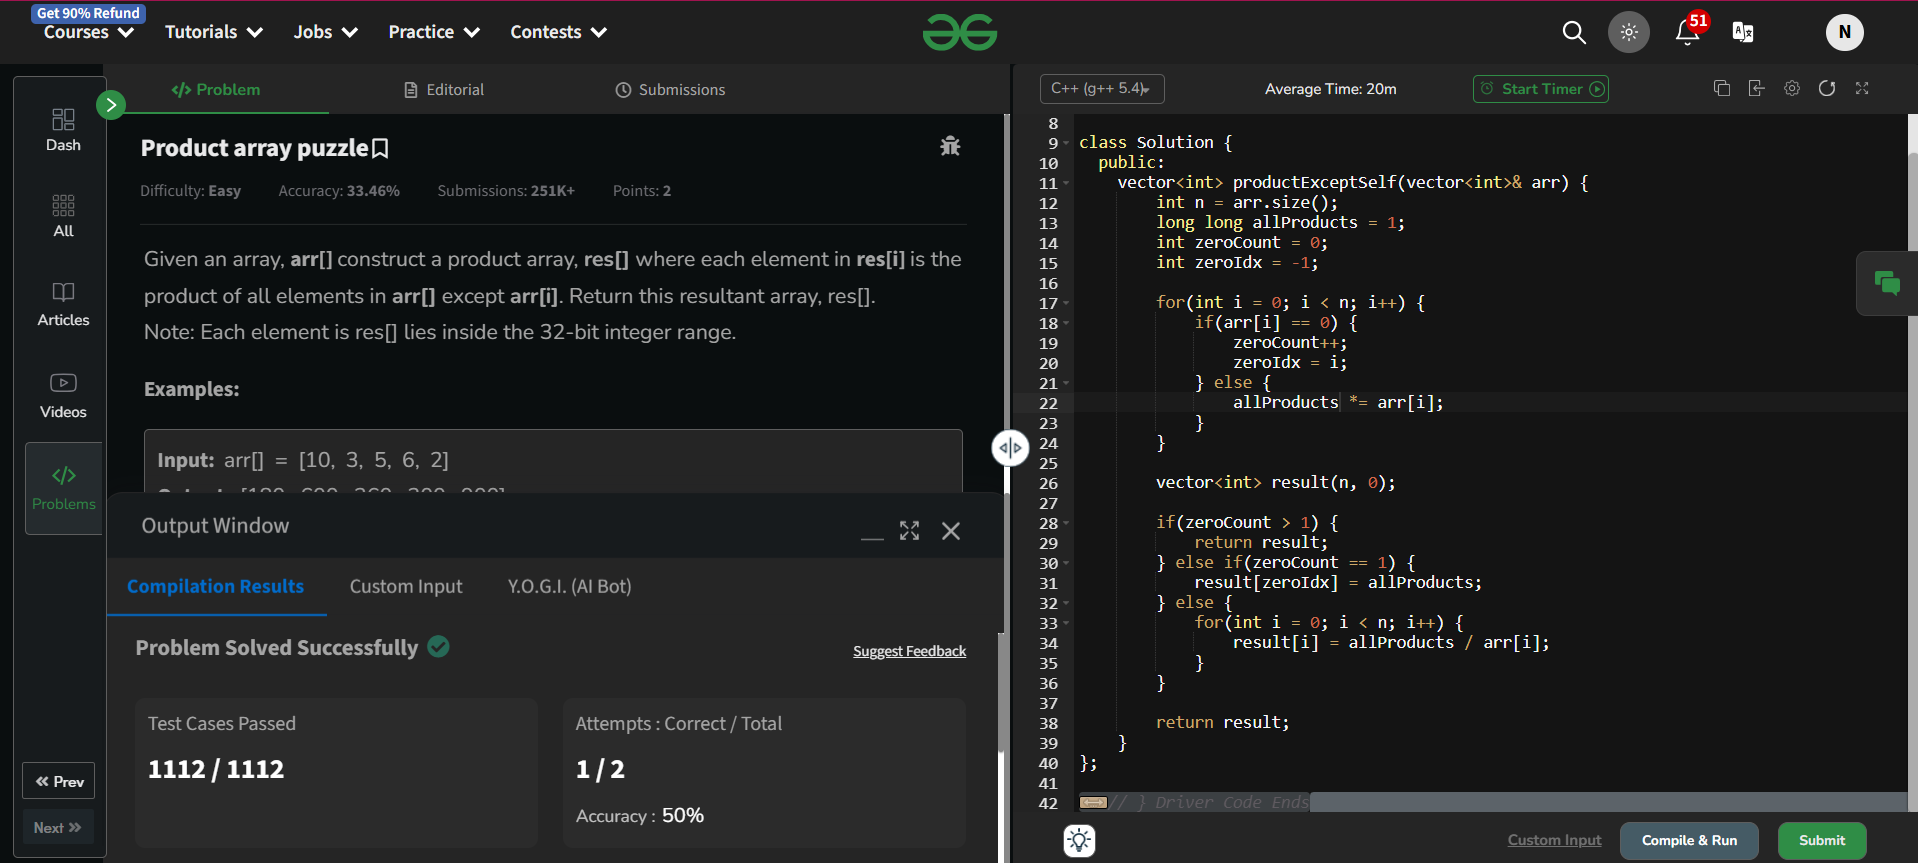 Get 90% Refund
Courses
Tutorials
Jobs
Practice
Contests
51
N
Dash
All
Articles
Videos
</> Problems
Prev
Next
</> Problem
Editorial
Submissions
Product array puzzle
Difficulty: Easy Accuracy: 33.46% Submissions: 251K+ Points: 2
Given an array, arr[] construct a product array, res[] where each element in res[i] is the
product of all elements in arr[] except arr[i]. Return this resultant array, res[].
Note: Each element is res[] lies inside the 32-bit integer range.
Examples:
Input: arr[] = [10, 3, 5, 6, 2]
Output Window
Compilation Results
Custom Input
Y.O.G.I. (AI Bot)
Problem Solved Successfully
Suggest Feedback
Test Cases Passed
1112 / 1112
Attempts : Correct / Total
1 / 2
Accuracy : 50%
C++ (g++ 5.4)
Average Time: 20m
Start Timer
8
9 class Solution {
10 public:
11 vector<int> productExceptSelf(vector<int>& arr) {
12 int n = arr.size();
13 long long allProducts = 1;
14 int zeroCount = 0;
15 int zeroIdx = -1;
16
17 for(int i = 0; i < n; i++) {
18 if(arr[i] == 0) {
19 zeroCount++;
20 zeroIdx = i;
21 } else {
22 allProducts *= arr[i];
23 }
24 }
25
26 vector<int> result(n, 0);
27
28 if(zeroCount > 1) {
29 return result;
30 } else if(zeroCount == 1) {
31 result[zeroIdx] = allProducts;
32 } else {
33 for(int i = 0; i < n; i++) {
34 result[i] = allProducts / arr[i];
35 }
36 }
37
38 return result;
39 }
40 };
41
42 // } Driver Code Ends
Custom Input
Compile & Run
Submit